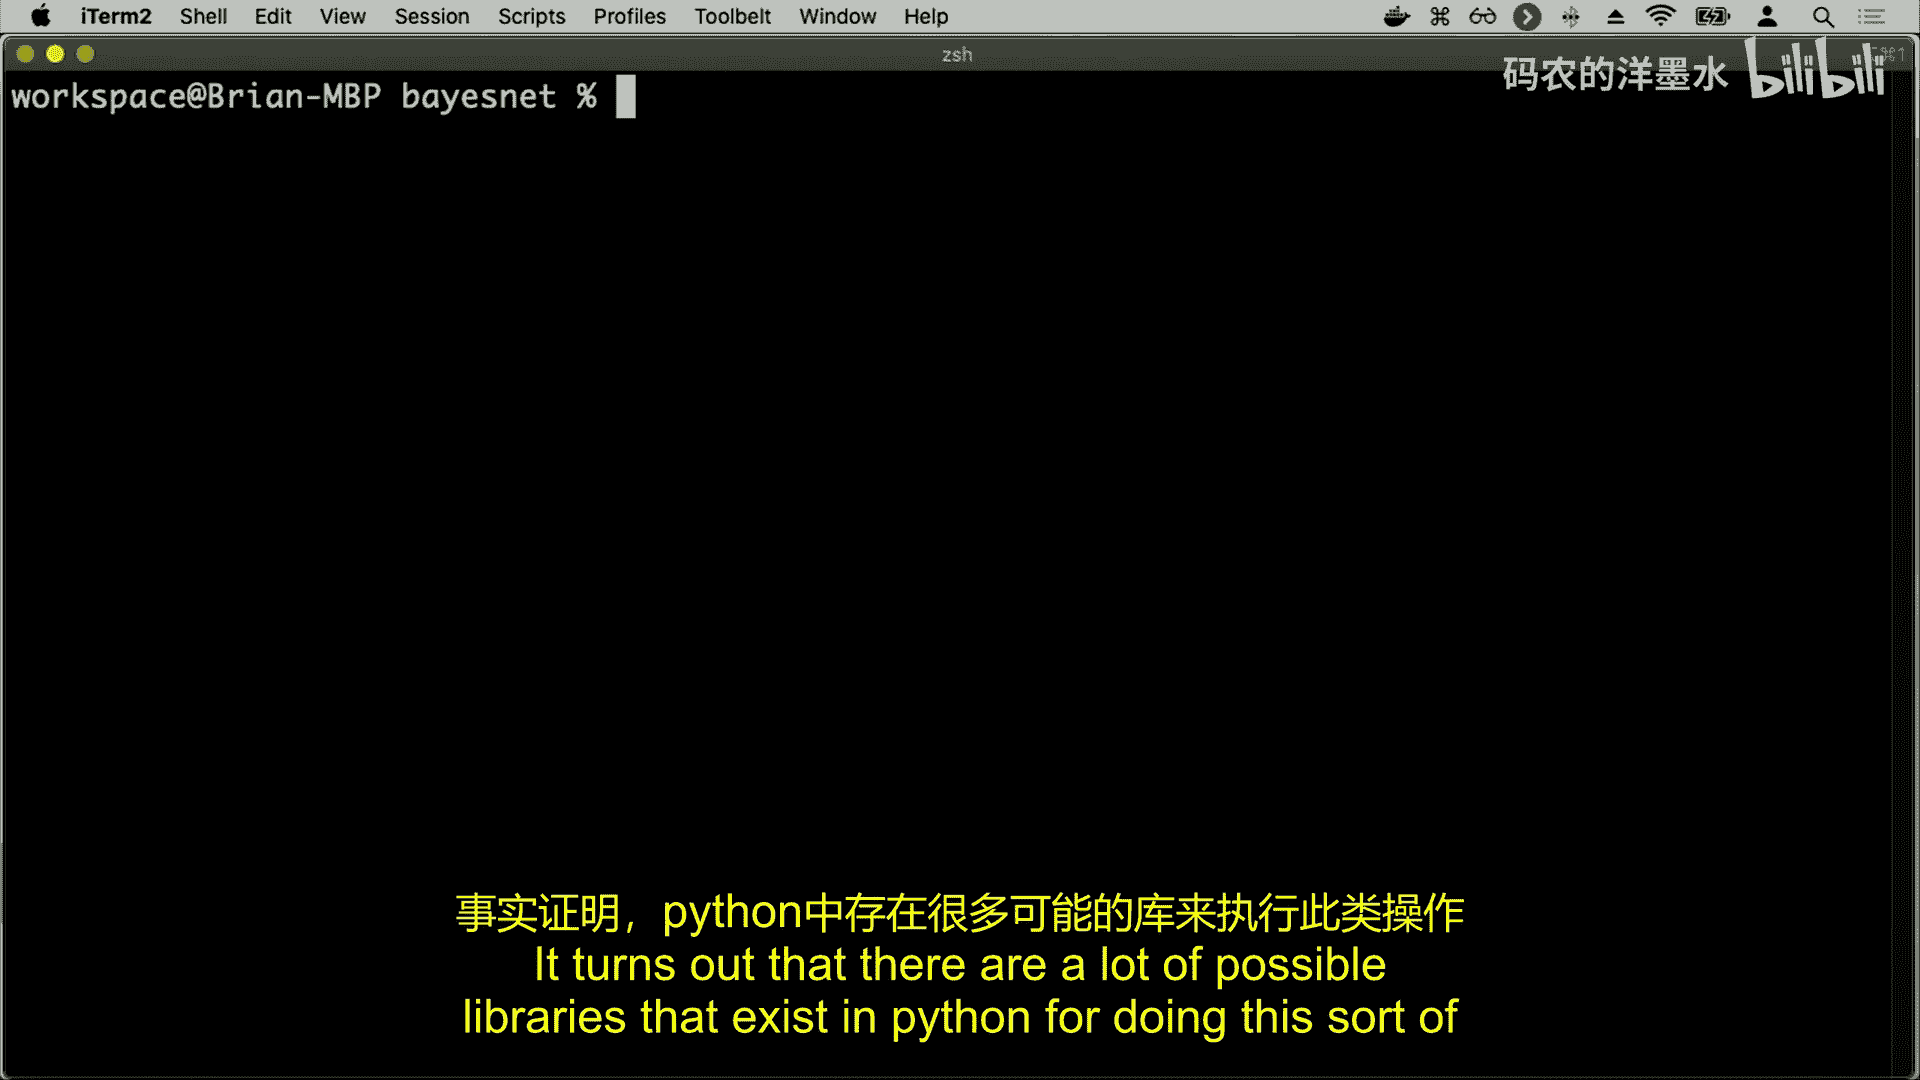 iTerm2 Shell Edit View Session Scripts Profiles Toolbelt Window Help
zsh
⌘1
码农的洋墨水 bilibili
workspace@Brian-MBP bayesnet %
事实证明，python中存在很多可能的库来执行此类操作
It turns out that there are a lot of possible
libraries that exist in python for doing this sort of